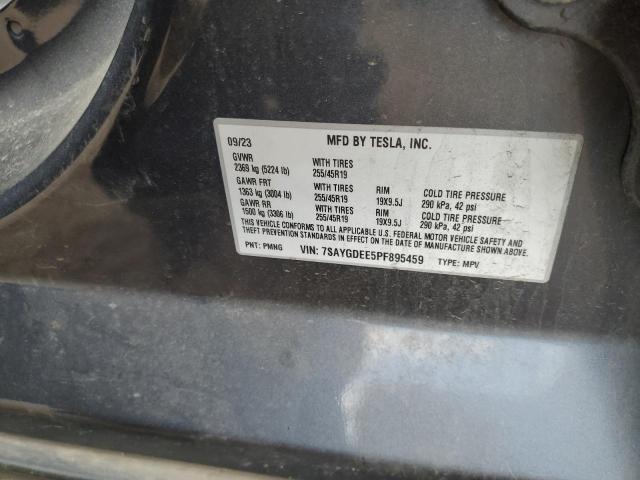 09/23 MFD BY TESLA, INC.
GVWR WITH TIRES
2369 kg (5224 lb) 255/45R19
GAWR FRT WITH TIRES RIM COLD TIRE PRESSURE
1363 kg (3004 lb) 255/45R19 19X9.5J 290 kPa, 42 psi
GAWR RR WITH TIRES RIM COLD TIRE PRESSURE
1500 kg (3306 lb) 255/45R19 19X9.5J 290 kPa, 42 psi
THIS VEHICLE CONFORMS TO ALL APPLICABLE U.S. FEDERAL MOTOR VEHICLE SAFETY AND
THEFT PREVENTION STANDARDS IN EFFECT ON THE DATE OF MANUFACTURE SHOWN ABOVE.
PNT: PMNG VIN: 7SAYGDEE5PF895459 TYPE: MPV